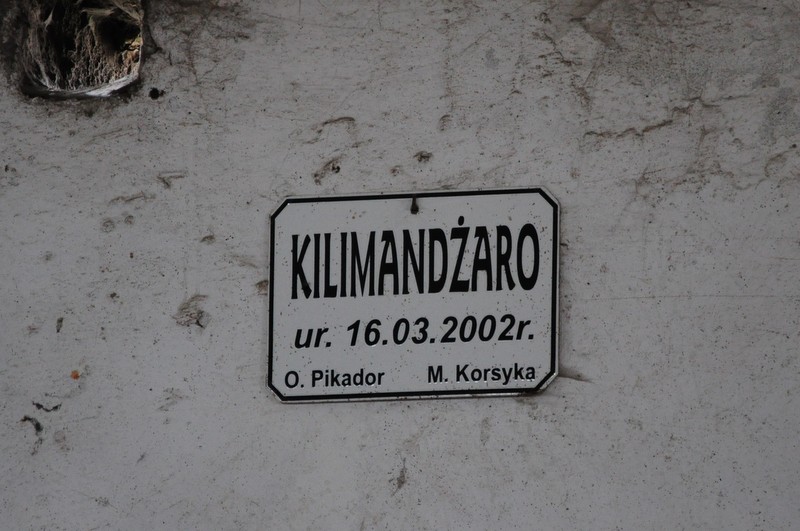 KILIMANDŻARO
ur. 16.03.2002r.
O. Pikador M. Korsyka